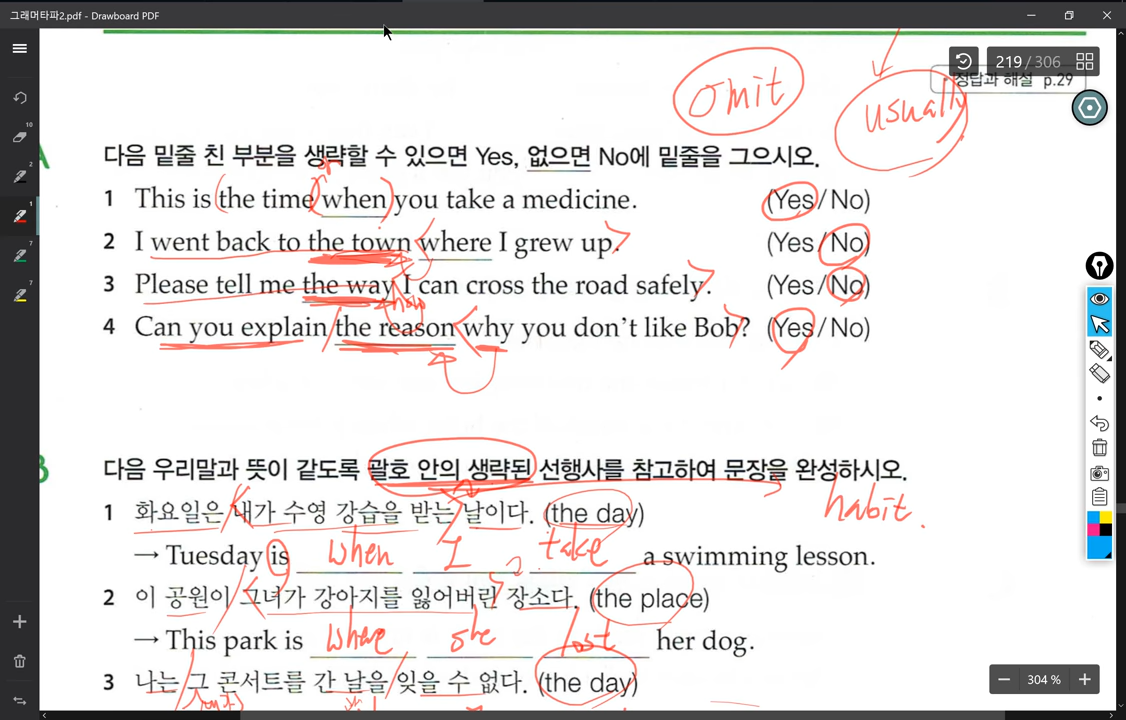 그래머타파2.pdf - Drawboard PDF
219 / 306
정답과 해설 p.29
omit
usually
다음 밑줄 친 부분을 생략할 수 있으면 Yes, 없으면 No에 밑줄을 그으시오.
1 This is the time when you take a medicine. (Yes/No)
2 I went back to the town where I grew up. (Yes/No)
3 Please tell me the way I can cross the road safely. (Yes/No)
how
4 Can you explain the reason why you don't like Bob? (Yes/No)
B 다음 우리말과 뜻이 같도록 괄호 안의 생략된 선행사를 참고하여 문장을 완성하시오.
habit.
1 화요일은 내가 수영 강습을 받는 날이다. (the day)
→ Tuesday is when I take a swimming lesson.
2 이 공원이 그녀가 강아지를 잃어버린 장소다. (the place)
→ This park is where she lost her dog.
3 나는 그 콘서트를 간 날을 잊을 수 없다. (the day)
304 %
10
2
1
7
7